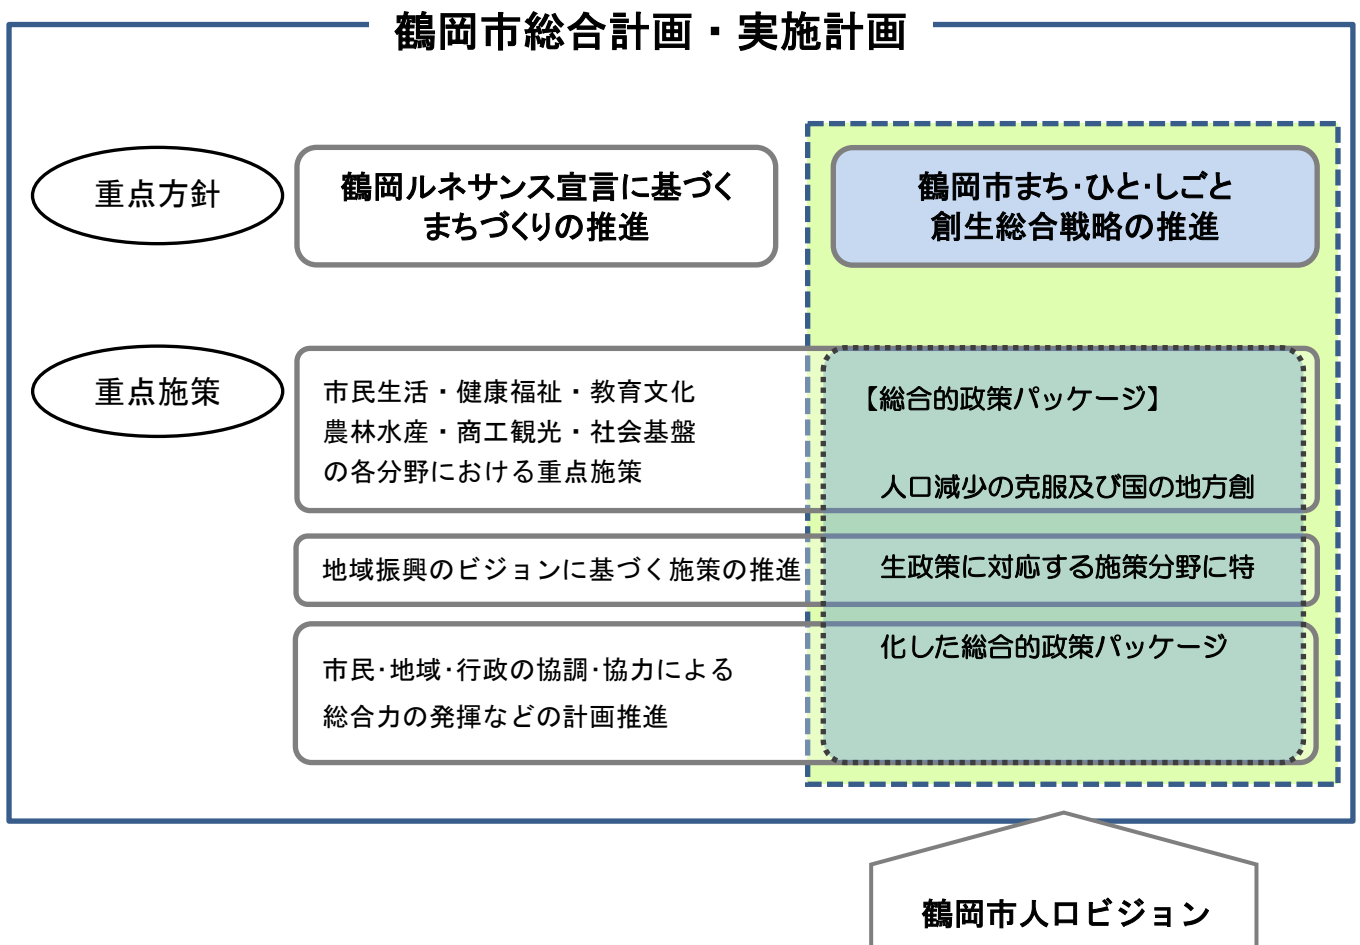 鶴岡市総合計画・実施計画
重点方針
鶴岡ルネサンス宣言に基づく
まちづくりの推進
鶴岡市まち・ひと・しごと
創生総合戦略の推進
重点施策
市民生活・健康福祉・教育文化
農林水産・商工観光・社会基盤
の各分野における重点施策
地域振興のビジョンに基づく施策の推進
市民・地域・行政の協調・協力による
総合力の発揮などの計画推進
【総合的政策パッケージ】
人口減少の克服及び国の地方創
生政策に対応する施策分野に特
化した総合的政策パッケージ
鶴岡市人口ビジョン